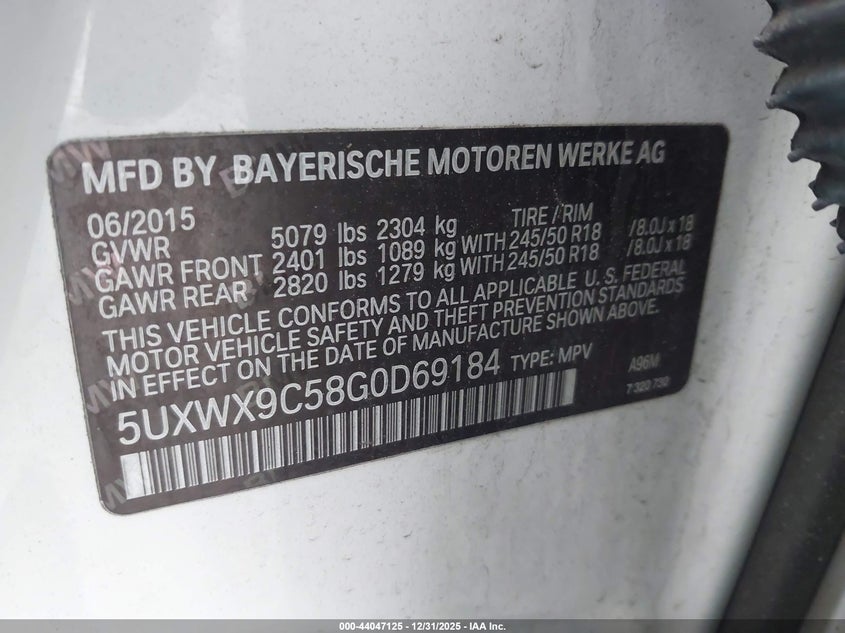 MFD BY BAYERISCHE MOTOREN WERKE AG
06/2015 TIRE / RIM
GVWR 5079 lbs 2304 kg
GAWR FRONT 2401 lbs 1089 kg WITH 245/50 R18 / 8.0J x 18
GAWR REAR 2820 lbs 1279 kg WITH 245/50 R18 / 8.0J x 18
THIS VEHICLE CONFORMS TO ALL APPLICABLE U. S. FEDERAL
MOTOR VEHICLE SAFETY AND THEFT PREVENTION STANDARDS
IN EFFECT ON THE DATE OF MANUFACTURE SHOWN ABOVE.
5UXWX9C58G0D69184 TYPE: MPV A96M
7 320 730
000-44047125 - 12/31/2025 - IAA Inc.